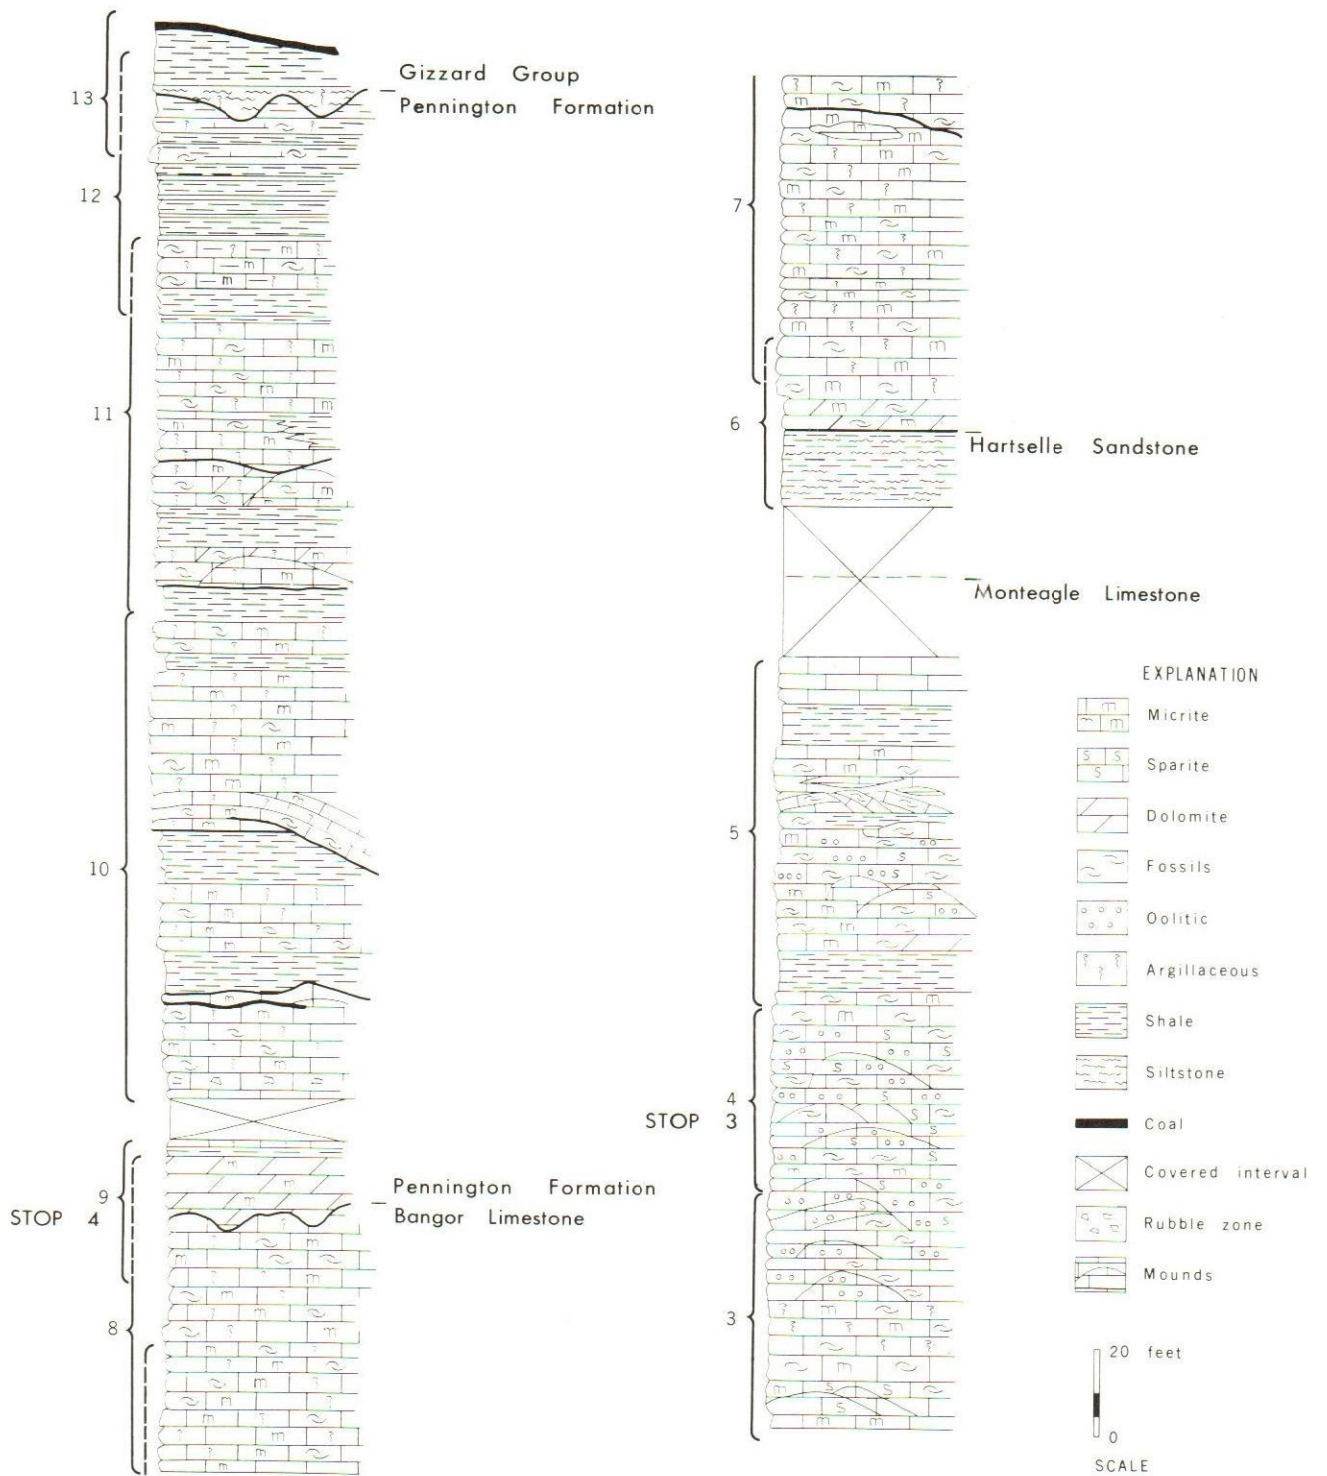 13
Gizzard Group
Pennington Formation
12
11
10
9
STOP 4
Pennington Formation
Bangor Limestone
8
7
6
Hartselle Sandstone
Monteagle Limestone
5
4
STOP 3
3
EXPLANATION
Micrite
Sparite
Dolomite
Fossils
Oolitic
Argillaceous
Shale
Siltstone
Coal
Covered interval
Rubble zone
Mounds
20 feet
0
SCALE